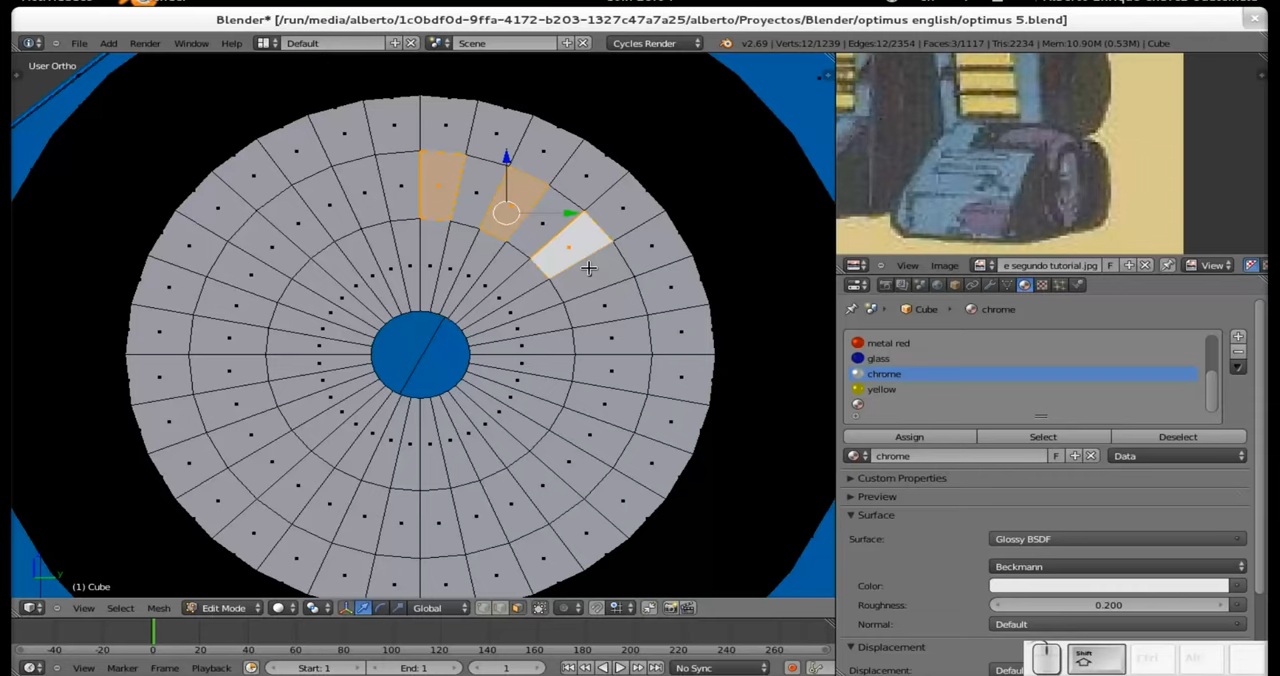 Blender* [/run/media/alberto/1c0bdf0d-9ffa-4172-b203-1327c47a7a25/alberto/Proyectos/Blender/optimus english/optimus 5.blend]
File Add Render Window Help Default Scene Cycles Render v2.69 | Verts:12/1239 | Edges:12/2354 | Faces:3/1117 | Tris:2234 | Mem:10.90M (0.53M) | Cube
User Ortho
View Image e segundo tutorial.jpg F View
Cube chrome
metal red
glass
chrome
yellow
Assign Select Deselect
chrome F Data
Custom Properties
Preview
Surface
Surface: Glossy BSDF
Beckmann
Color:
Roughness: 0.200
Normal: Default
Displacement
Displacement: Defau
y
(1) Cube
View Select Mesh Edit Mode Global
-40 -20 0 20 40 60 80 100 120 140 160 180 200 220 240 260
View Marker Frame Playback Start: 1 End: 1 1 No Sync
Shift Ctrl Alt